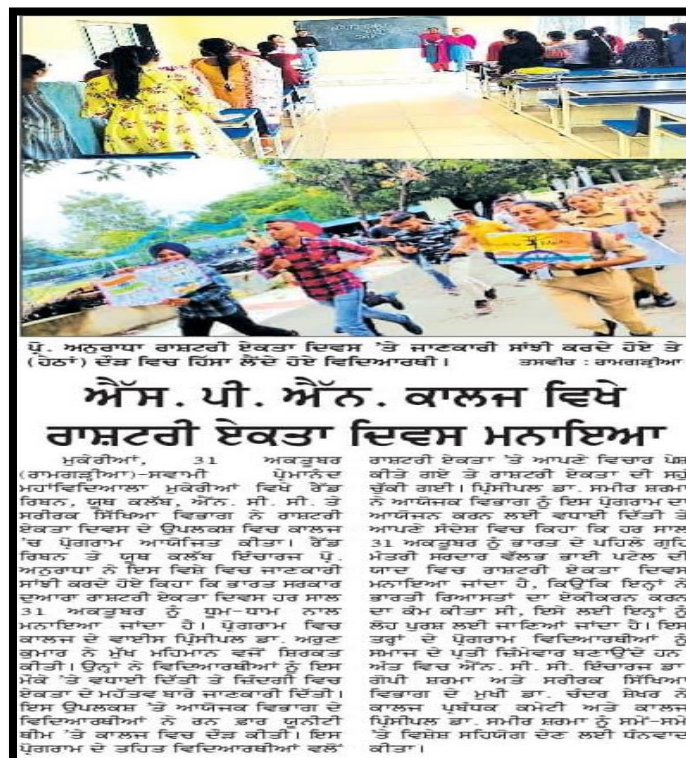 ਪ੍ਰੋ. ਅਨੁਰਾਧਾ ਰਾਸ਼ਟਰੀ ਏਕਤਾ ਦਿਵਸ 'ਤੇ ਜਾਣਕਾਰੀ ਸਾਂਝੀ ਕਰਦੇ ਹੋਏ ਤੇ
(ਹੇਠਾਂ) ਦੌੜ ਵਿਚ ਹਿੱਸਾ ਲੈਂਦੇ ਹੋਏ ਵਿਦਿਆਰਥੀ। ਤਸਵੀਰ : ਰਾਮਗੜ੍ਹੀਆ
ਐੱਸ. ਪੀ. ਐੱਨ. ਕਾਲਜ ਵਿਖੇ
ਰਾਸ਼ਟਰੀ ਏਕਤਾ ਦਿਵਸ ਮਨਾਇਆ
ਮੁਕੇਰੀਆਂ, 31 ਅਕਤੂਬਰ
(ਰਾਮਗੜ੍ਹੀਆ)-ਸਵਾਮੀ ਪ੍ਰੇਮਾਨੰਦ
ਮਹਾਂਵਿਦਿਆਲਾ ਮੁਕੇਰੀਆਂ ਵਿਖੇ ਰੈੱਡ
ਰਿਬਨ, ਯੂਥ ਕਲੱਬ, ਐੱਨ. ਸੀ. ਸੀ. ਤੇ
ਸਰੀਰਕ ਸਿੱਖਿਆ ਵਿਭਾਗ ਨੇ ਰਾਸ਼ਟਰੀ
ਏਕਤਾ ਦਿਵਸ ਦੇ ਉਪਲਕਸ਼ ਵਿਚ ਕਾਲਜ
'ਚ ਪ੍ਰੋਗਰਾਮ ਆਯੋਜਿਤ ਕੀਤਾ। ਰੈੱਡ
ਰਿਬਨ ਤੇ ਯੂਥ ਕਲੱਬ ਇੰਚਾਰਜ ਪ੍ਰੋ.
ਅਨੁਰਾਧਾ ਨੇ ਇਸ ਵਿਸ਼ੇ ਵਿਚ ਜਾਣਕਾਰੀ
ਸਾਂਝੀ ਕਰਦੇ ਹੋਏ ਕਿਹਾ ਕਿ ਭਾਰਤ ਸਰਕਾਰ
ਦੁਆਰਾ ਰਾਸ਼ਟਰੀ ਏਕਤਾ ਦਿਵਸ ਹਰ ਸਾਲ
31 ਅਕਤੂਬਰ ਨੂੰ ਧੂਮ-ਧਾਮ ਨਾਲ
ਮਨਾਇਆ ਜਾਂਦਾ ਹੈ। ਪ੍ਰੋਗਰਾਮ ਵਿਚ
ਕਾਲਜ ਦੇ ਵਾਈਸ ਪ੍ਰਿੰਸੀਪਲ ਡਾ. ਅਰੁਣ
ਕੁਮਾਰ ਨੇ ਮੁੱਖ ਮਹਿਮਾਨ ਵਜੋਂ ਸ਼ਿਰਕਤ
ਕੀਤੀ। ਉਨ੍ਹਾਂ ਨੇ ਵਿਦਿਆਰਥੀਆਂ ਨੂੰ ਇਸ
ਮੌਕੇ 'ਤੇ ਵਧਾਈ ਦਿੱਤੀ ਤੇ ਜ਼ਿੰਦਗੀ ਵਿਚ
ਏਕਤਾ ਦੇ ਮਹੱਤਵ ਬਾਰੇ ਜਾਣਕਾਰੀ ਦਿੱਤੀ।
ਇਸ ਉਪਲਕਸ਼ 'ਤੇ ਆਯੋਜਕ ਵਿਭਾਗ ਦੇ
ਵਿਦਿਆਰਥੀਆਂ ਨੇ ਰਨ ਫ਼ਾਰ ਯੂਨੀਟੀ
ਥੀਮ 'ਤੇ ਕਾਲਜ ਵਿਚ ਦੌੜ ਕੀਤੀ। ਇਸ
ਪ੍ਰੋਗਰਾਮ ਦੇ ਤਹਿਤ ਵਿਦਿਆਰਥੀਆਂ ਵਲੋਂ
ਰਾਸ਼ਟਰੀ ਏਕਤਾ 'ਤੇ ਆਪਣੇ ਵਿਚਾਰ ਪੇਸ਼
ਕੀਤੇ ਗਏ ਤੇ ਰਾਸ਼ਟਰੀ ਏਕਤਾ ਦੀ ਸਹੁੰ
ਚੁੱਕੀ ਗਈ। ਪ੍ਰਿੰਸੀਪਲ ਡਾ. ਸਮੀਰ ਸ਼ਰਮਾ
ਨੇ ਆਯੋਜਕ ਵਿਭਾਗ ਨੂੰ ਇਸ ਪ੍ਰੋਗਰਾਮ ਦਾ
ਆਯੋਜਨ ਕਰਨ ਲਈ ਵਧਾਈ ਦਿੱਤੀ ਤੇ
ਆਪਣੇ ਸੰਦੇਸ਼ ਵਿਚ ਕਿਹਾ ਕਿ ਹਰ ਸਾਲ
31 ਅਕਤੂਬਰ ਨੂੰ ਭਾਰਤ ਦੇ ਪਹਿਲੇ ਗ੍ਰਹਿ
ਮੰਤਰੀ ਸਰਦਾਰ ਵੱਲਭ ਭਾਈ ਪਟੇਲ ਦੀ
ਯਾਦ ਵਿਚ ਰਾਸ਼ਟਰੀ ਏਕਤਾ ਦਿਵਸ
ਮਨਾਇਆ ਜਾਂਦਾ ਹੈ, ਕਿਉਂਕਿ ਇਨ੍ਹਾਂ ਨੇ
ਭਾਰਤੀ ਰਿਆਸਤਾਂ ਦਾ ਏਕੀਕਰਨ ਕਰਨ
ਦਾ ਕੰਮ ਕੀਤਾ ਸੀ, ਇਸੇ ਲਈ ਇਨ੍ਹਾਂ ਨੂੰ
ਲੋਹ ਪੁਰਸ਼ ਲਈ ਜਾਣਿਆਂ ਜਾਂਦਾ ਹੈ। ਇਸ
ਤਰ੍ਹਾਂ ਦੇ ਪ੍ਰੋਗਰਾਮ ਵਿਦਿਆਰਥੀਆਂ ਨੂੰ
ਸਮਾਜ ਦੇ ਪ੍ਰਤੀ ਜ਼ਿੰਮੇਵਾਰ ਬਣਾਉਂਦੇ ਹਨ
ਅੰਤ ਵਿਚ ਐੱਨ. ਸੀ. ਸੀ. ਇੰਚਾਰਜ ਡਾ.
ਗੋਪੀ ਸ਼ਰਮਾ ਅਤੇ ਸਰੀਰਕ ਸਿੱਖਿਆ
ਵਿਭਾਗ ਦੇ ਮੁਖੀ ਡਾ. ਚੰਦਰ ਸ਼ੇਖਰ ਨੇ
ਕਾਲਜ ਪ੍ਰਬੰਧਕ ਕਮੇਟੀ ਅਤੇ ਕਾਲਜ
ਪ੍ਰਿੰਸੀਪਲ ਡਾ. ਸਮੀਰ ਸ਼ਰਮਾ ਨੂੰ ਸਮੇਂ-ਸਮੇਂ
'ਤੇ ਵਿਸ਼ੇਸ਼ ਸਹਿਯੋਗ ਦੇਣ ਲਈ ਧੰਨਵਾਦ
ਕੀਤਾ।